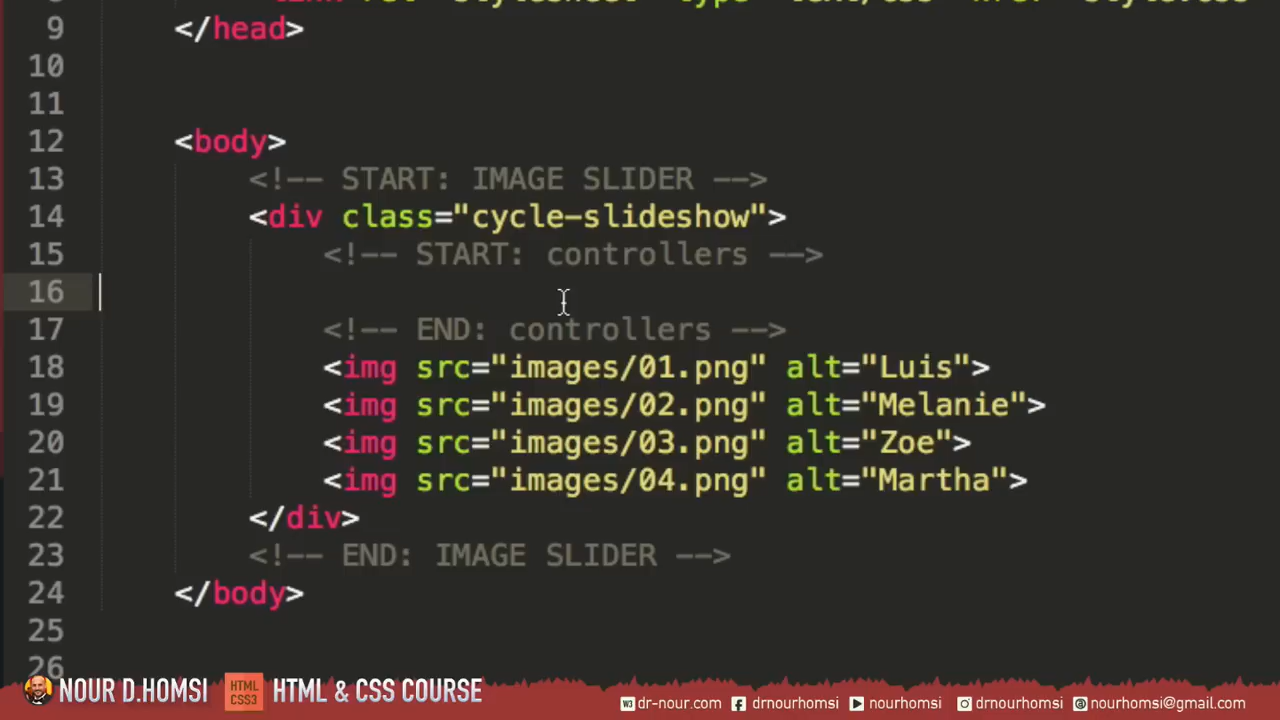 9 </head>
10
11
12 <body>
13 <!-- START: IMAGE SLIDER -->
14 <div class="cycle-slideshow">
15 <!-- START: controllers -->
16
17 <!-- END: controllers -->
18 <img src="images/01.png" alt="Luis">
19 <img src="images/02.png" alt="Melanie">
20 <img src="images/03.png" alt="Zoe">
21 <img src="images/04.png" alt="Martha">
22 </div>
23 <!-- END: IMAGE SLIDER -->
24 </body>
25
26
NOUR D.HOMSI HTML CSS3 HTML & CSS COURSE
dr-nour.com drnourhomsi nourhomsi drnourhomsi nourhomsi@gmail.com